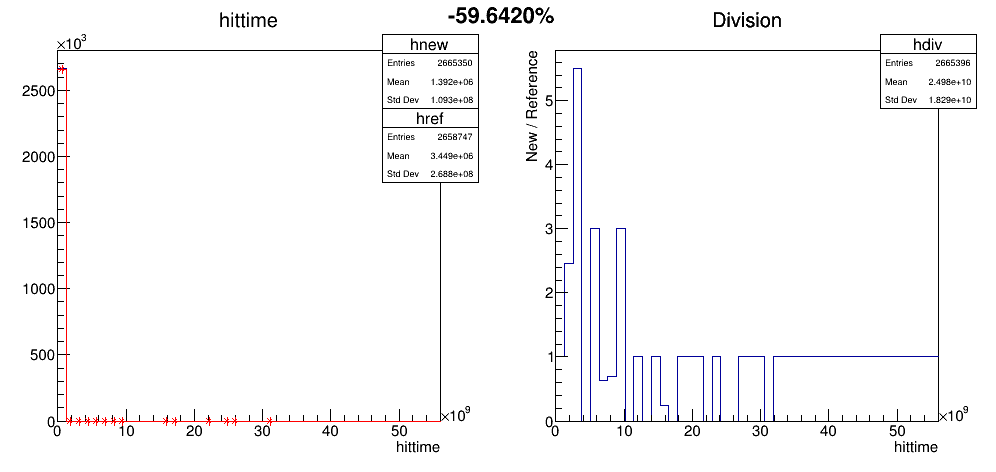 -59.6420%
hittime
×10³
hnew
Entries 2665350
Mean 1.392e+06
Std Dev 1.093e+08
href
Entries 2658747
Mean 3.449e+06
Std Dev 2.688e+08
2500
2000
1500
1000
500
0
0 10 20 30 40 50
×10⁹
hittime
Division
hdiv
Entries 2665396
Mean 2.498e+10
Std Dev 1.829e+10
New / Reference
5
4
3
2
1
0
0 10 20 30 40 50
×10⁹
hittime